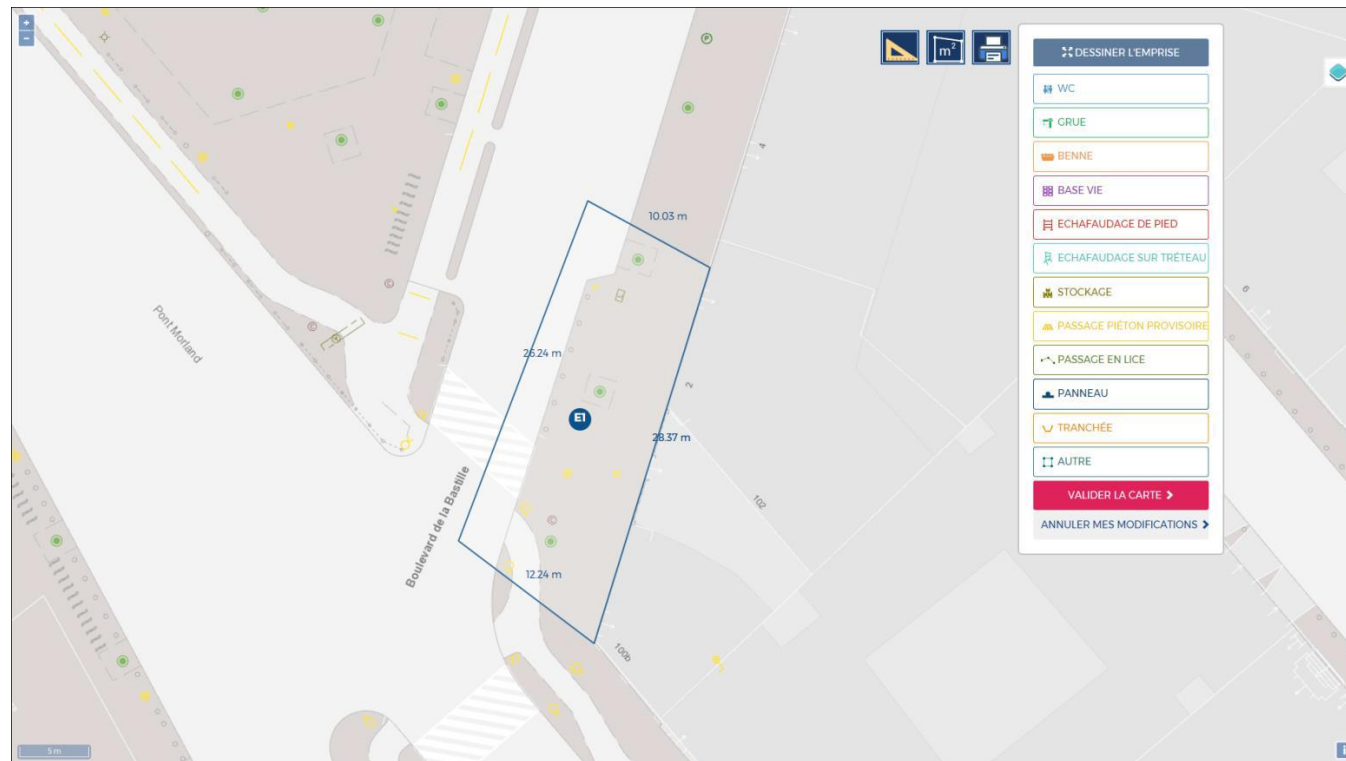 +
−
m²
DESSINER L'EMPRISE
WC
GRUE
BENNE
BASE VIE
ECHAFAUDAGE DE PIED
ECHAFAUDAGE SUR TRÉTEAU
STOCKAGE
PASSAGE PIÉTON PROVISOIRE
PASSAGE EN LICE
PANNEAU
TRANCHÉE
AUTRE
VALIDER LA CARTE
ANNULER MES MODIFICATIONS
P
4
6
10.03 m
©
©
Pont Morland
26.24 m
2
E1
28.37 m
Boulevard de la Bastille
102
©
12.24 m
100b
5 m
i